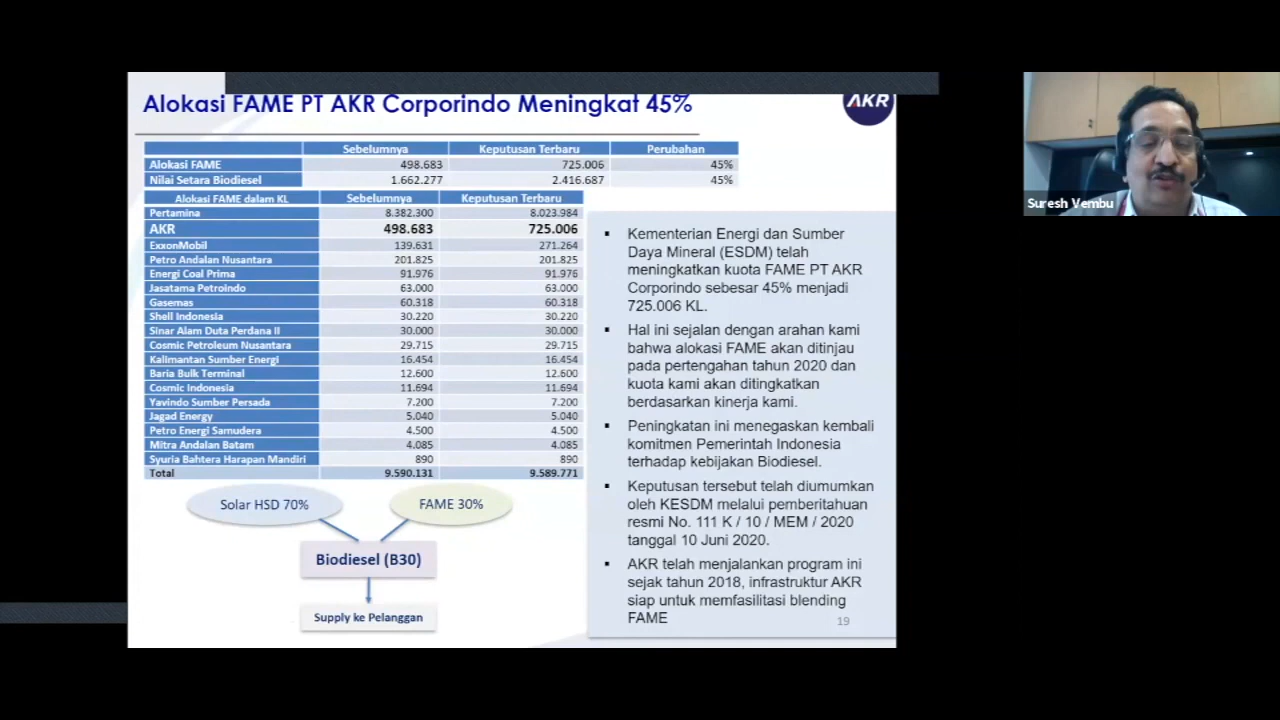 Alokasi FAME PT AKR Corporindo Meningkat 45%
AKR
Sebelumnya Keputusan Terbaru Perubahan
Alokasi FAME 498.683 725.006 45%
Nilai Setara Biodiesel 1.662.277 2.416.687 45%
Alokasi FAME dalam KL Sebelumnya Keputusan Terbaru
Pertamina 8.382.300 8.023.984
AKR 498.683 725.006
ExxonMobil 139.631 271.264
Petro Andalan Nusantara 201.825 201.825
Energi Coal Prima 91.976 91.976
Jasatama Petroindo 63.000 63.000
Gasemas 60.318 60.318
Shell Indonesia 30.220 30.220
Sinar Alam Duta Perdana II 30.000 30.000
Cosmic Petroleum Nusantara 29.715 29.715
Kalimantan Sumber Energi 16.454 16.454
Baria Bulk Terminal 12.600 12.600
Cosmic Indonesia 11.694 11.694
Yavindo Sumber Persada 7.200 7.200
Jagad Energy 5.040 5.040
Petro Energi Samudera 4.500 4.500
Mitra Andalan Batam 4.085 4.085
Syuria Bahtera Harapan Mandiri 890 890
Total 9.590.131 9.589.771
Solar HSD 70% FAME 30%
Biodiesel (B30)
Supply ke Pelanggan
▪ Kementerian Energi dan Sumber
Daya Mineral (ESDM) telah
meningkatkan kuota FAME PT AKR
Corporindo sebesar 45% menjadi
725.006 KL.
▪ Hal ini sejalan dengan arahan kami
bahwa alokasi FAME akan ditinjau
pada pertengahan tahun 2020 dan
kuota kami akan ditingkatkan
berdasarkan kinerja kami.
▪ Peningkatan ini menegaskan kembali
komitmen Pemerintah Indonesia
terhadap kebijakan Biodiesel.
▪ Keputusan tersebut telah diumumkan
oleh KESDM melalui pemberitahuan
resmi No. 111 K / 10 / MEM / 2020
tanggal 10 Juni 2020.
▪ AKR telah menjalankan program ini
sejak tahun 2018, infrastruktur AKR
siap untuk memfasilitasi blending
FAME
19
Suresh Vembu